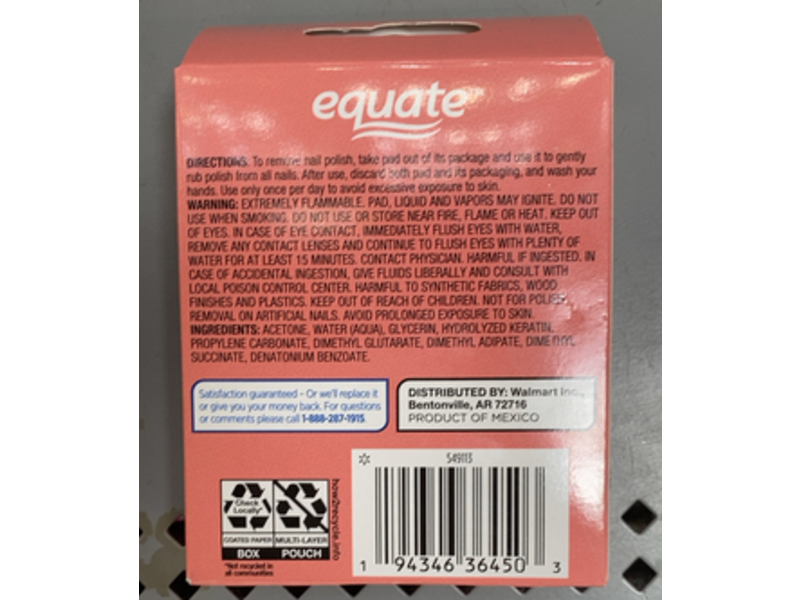 equate
DIRECTIONS: To remove nail polish, take pad out of its package and use it to gently
rub polish from all nails. After use, discard both pad and its packaging, and wash your
hands. Use only once per day to avoid excessive exposure to skin.
WARNING: EXTREMELY FLAMMABLE. PAD, LIQUID AND VAPORS MAY IGNITE. DO NOT
USE WHEN SMOKING. DO NOT USE OR STORE NEAR FIRE, FLAME OR HEAT. KEEP OUT
OF EYES. IN CASE OF EYE CONTACT, IMMEDIATELY FLUSH EYES WITH WATER,
REMOVE ANY CONTACT LENSES AND CONTINUE TO FLUSH EYES WITH PLENTY OF
WATER FOR AT LEAST 15 MINUTES. CONTACT PHYSICIAN. HARMFUL IF INGESTED. IN
CASE OF ACCIDENTAL INGESTION, GIVE FLUIDS LIBERALLY AND CONSULT WITH
LOCAL POISON CONTROL CENTER. HARMFUL TO SYNTHETIC FABRICS, WOOD
FINISHES AND PLASTICS. KEEP OUT OF REACH OF CHILDREN. NOT FOR POLISH
REMOVAL ON ARTIFICIAL NAILS. AVOID PROLONGED EXPOSURE TO SKIN.
INGREDIENTS: ACETONE, WATER (AQUA), GLYCERIN, HYDROLYZED KERATIN,
PROPYLENE CARBONATE, DIMETHYL GLUTARATE, DIMETHYL ADIPATE, DIMETHYL
SUCCINATE, DENATONIUM BENZOATE.
Satisfaction guaranteed - Or we'll replace it
or give you your money back. For questions
or comments please call 1-888-287-1915.
DISTRIBUTED BY: Walmart Inc.,
Bentonville, AR 72716
PRODUCT OF MEXICO
549113
Check
Locally*
COATED PAPER MULTI-LAYER
BOX POUCH
how2recycle.info
*Not recycled in
all communities
1 94346 36450 3